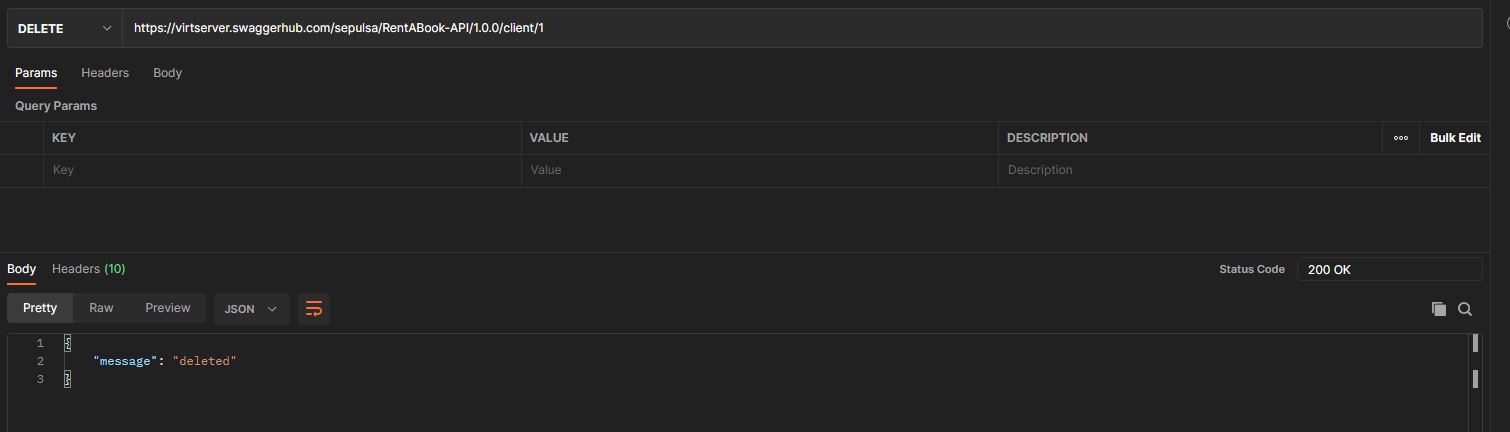 DELETE https://virtserver.swaggerhub.com/sepulsa/RentABook-API/1.0.0/client/1
Params Headers Body
Query Params
KEY VALUE DESCRIPTION ooo Bulk Edit
Key Value Description
Body Headers (10) Status Code 200 OK
Pretty Raw Preview JSON
1 {
2 "message": "deleted"
3 }